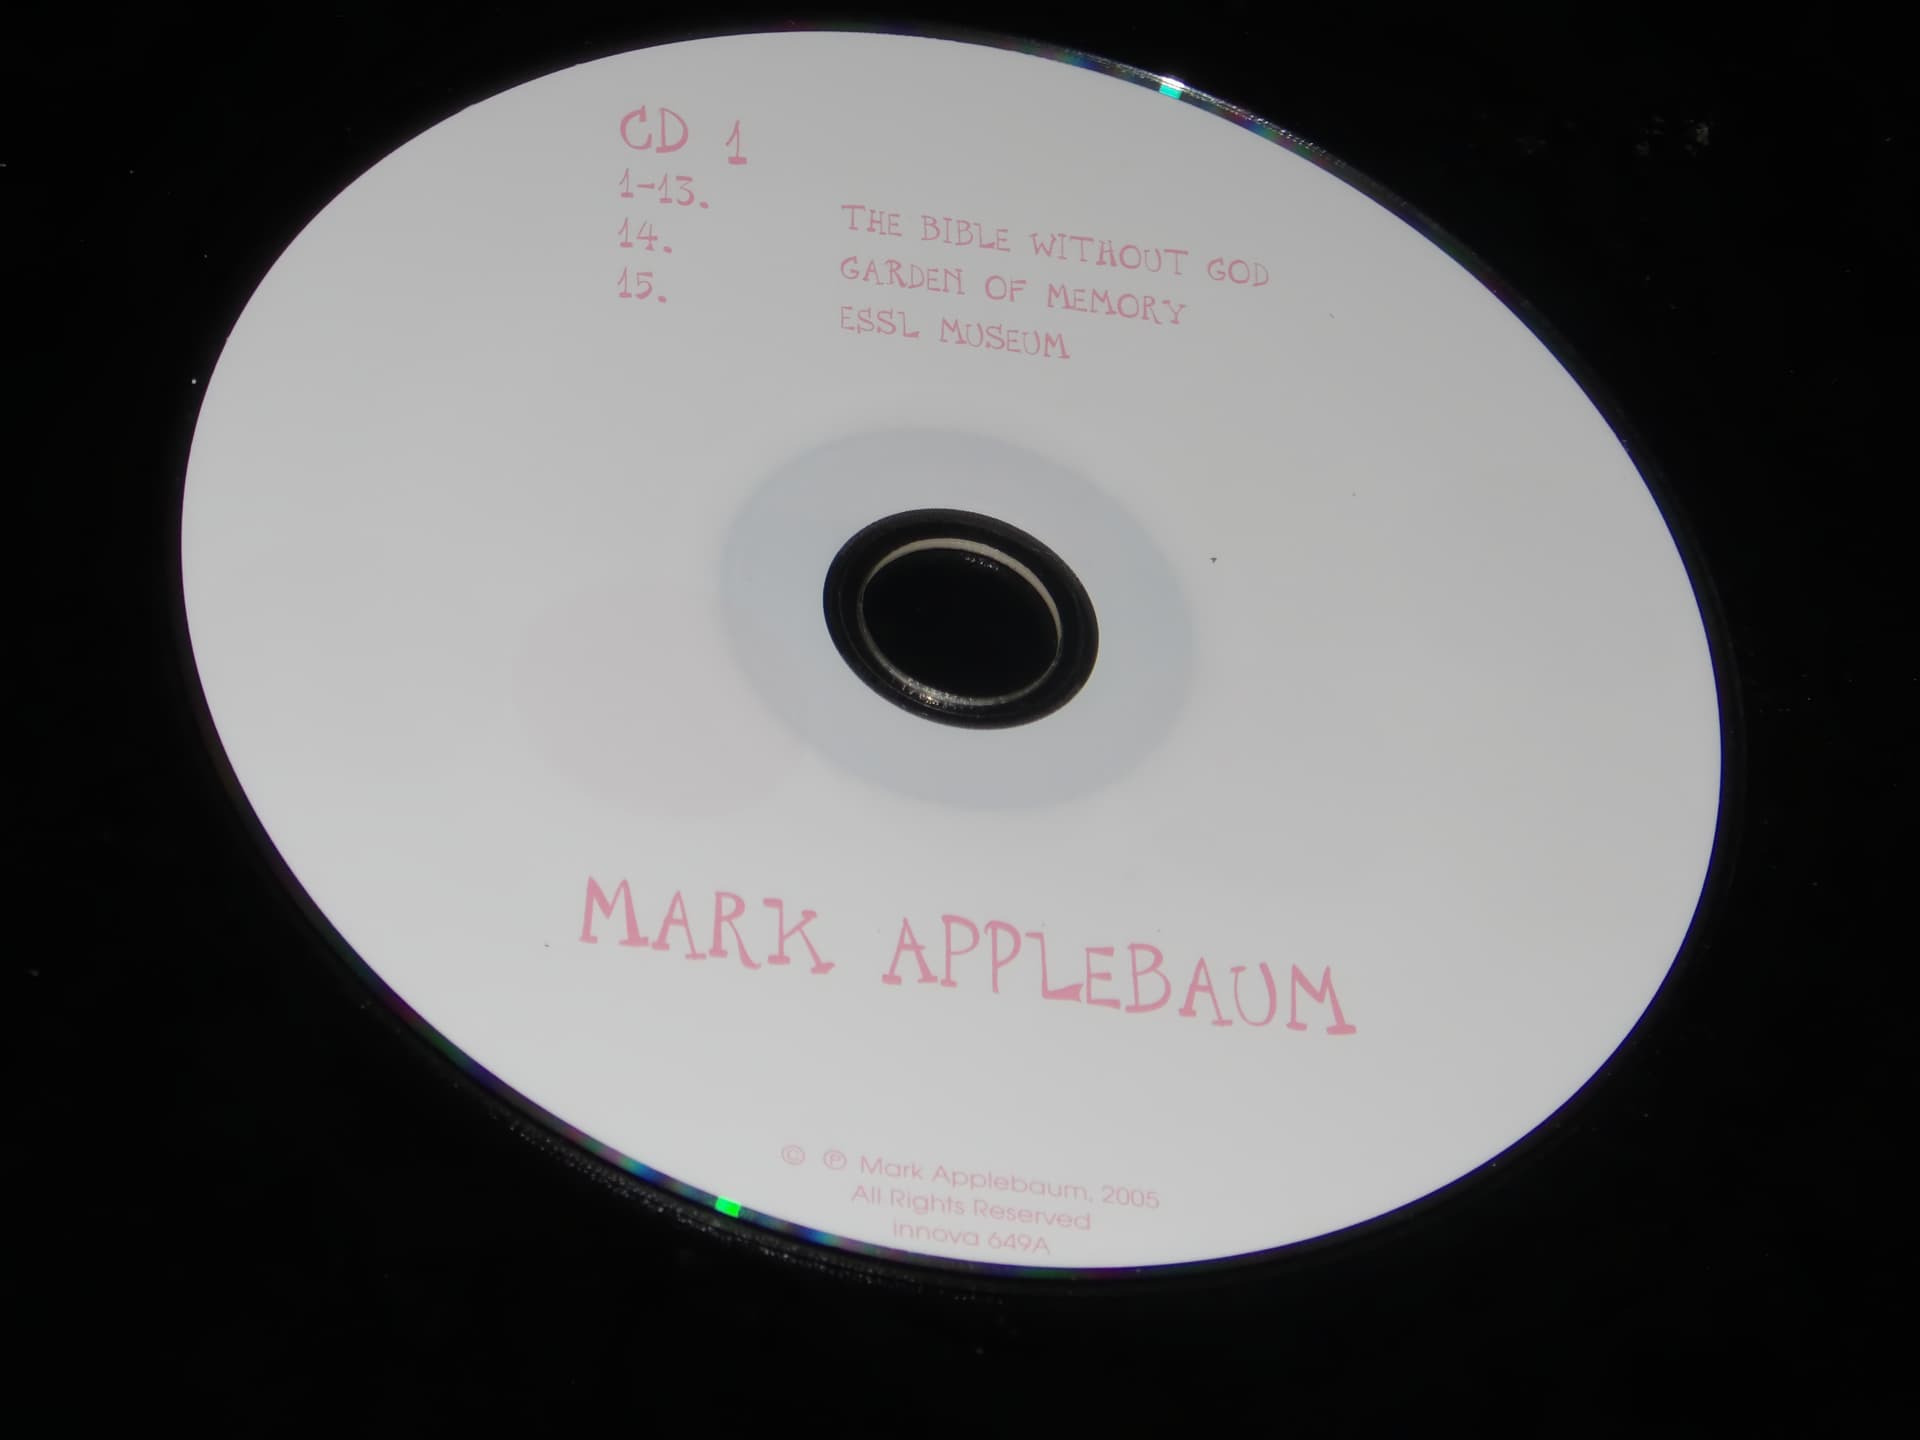 CD 1
1-13. THE BIBLE WITHOUT GOD
14. GARDEN OF MEMORY
15. ESSL MUSEUM
MARK APPLEBAUM
© ℗ Mark Applebaum, 2005
All Rights Reserved
innova 649A